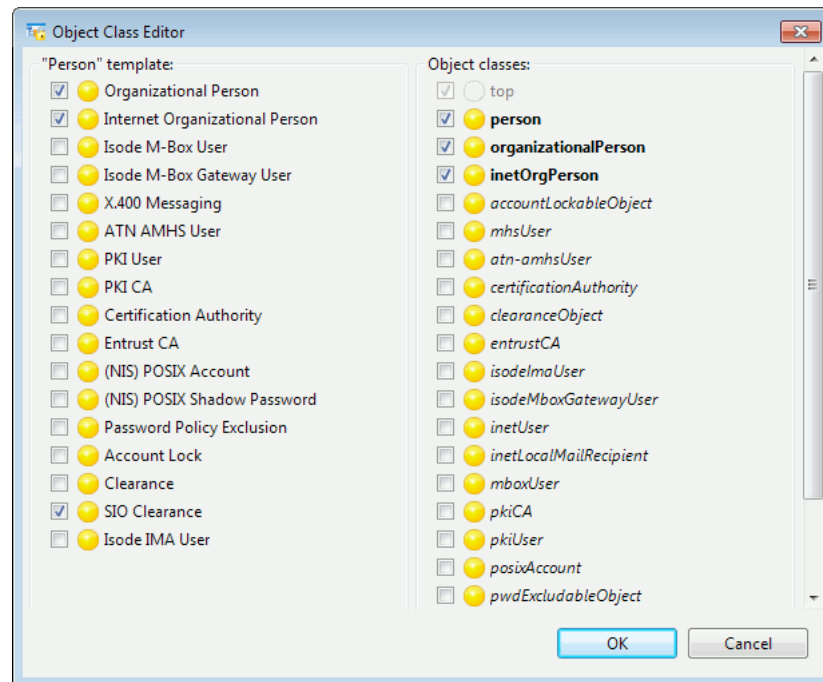 Object Class Editor
"Person" template:
Organizational Person
Internet Organizational Person
Isode M-Box User
Isode M-Box Gateway User
X.400 Messaging
ATN AMHS User
PKI User
PKI CA
Certification Authority
Entrust CA
(NIS) POSIX Account
(NIS) POSIX Shadow Password
Password Policy Exclusion
Account Lock
Clearance
SIO Clearance
Isode IMA User
Object classes:
top
person
organizationalPerson
inetOrgPerson
accountLockableObject
mhsUser
atn-amhsUser
certificationAuthority
clearanceObject
entrustCA
isodeImaUser
isodeMboxGatewayUser
inetUser
inetLocalMailRecipient
mboxUser
pkiCA
pkiUser
posixAccount
pwdExcludableObject
OK
Cancel